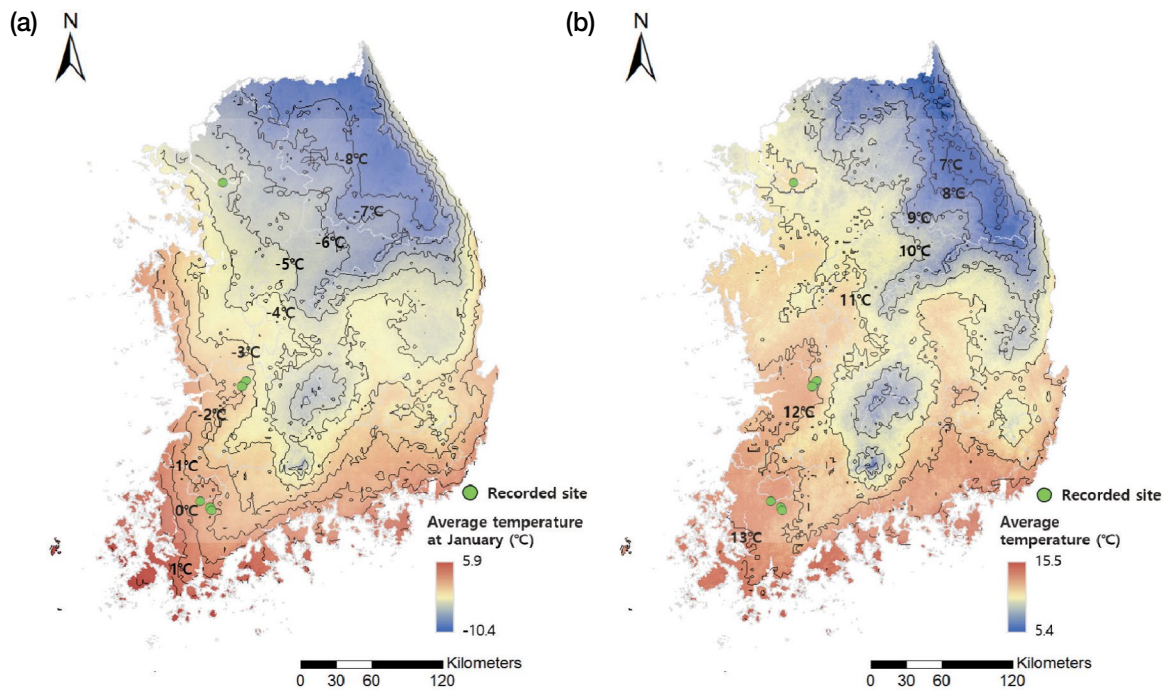 (a)
N
-8℃
-7℃
-6℃
-5℃
-4℃
-3℃
-2℃
-1℃
0℃
1℃
Recorded site
Average temperature
at January (℃)
5.9
-10.4
Kilometers
0 30 60 120
(b)
N
7℃
8℃
9℃
10℃
11℃
12℃
13℃
Recorded site
Average
temperature (℃)
15.5
5.4
Kilometers
0 30 60 120